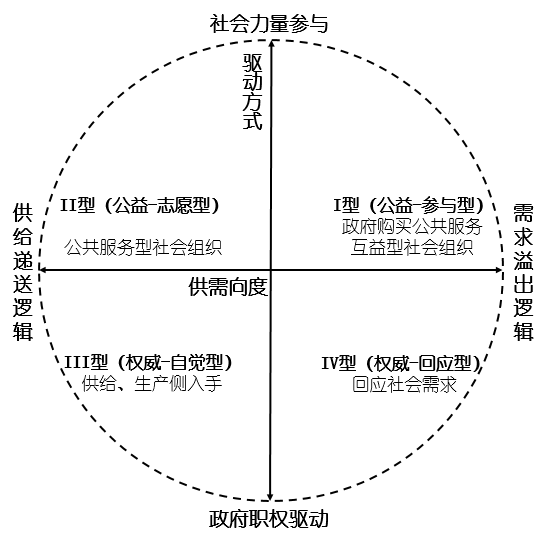 社会力量参与
驱动方式
供给递送逻辑
需求溢出逻辑
II型（公益-志愿型）
公共服务型社会组织
I型（公益-参与型）
政府购买公共服务
互益型社会组织
供需向度
III型（权威-自觉型）
供给、生产侧入手
IV型（权威-回应型）
回应社会需求
政府职权驱动